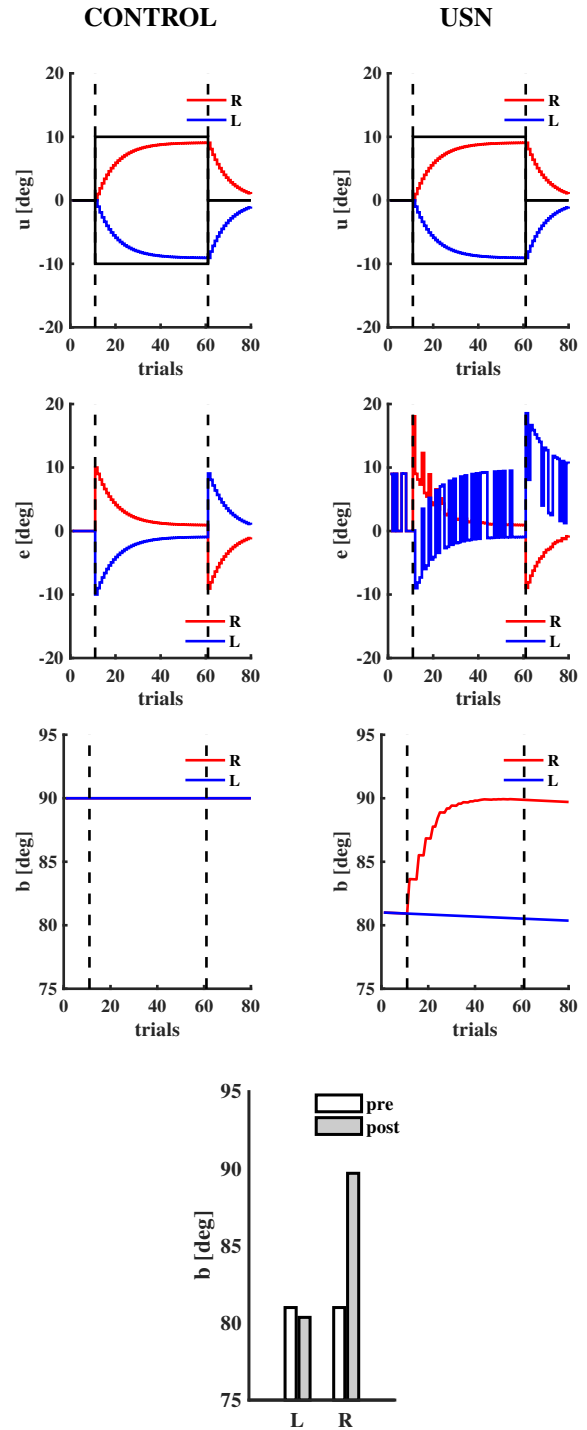 CONTROL USN
20 20
R R
L L
10 10
u [deg] u [deg]
0 0
-10 -10
-20 -20
0 20 40 60 80 0 20 40 60 80
trials trials
20 20
10 10
e [deg] e [deg]
0 0
-10 -10
R R
L L
-20 -20
0 20 40 60 80 0 20 40 60 80
trials trials
95 95
R R
L L
90 90
b [deg] b [deg]
85 85
80 80
75 75
0 20 40 60 80 0 20 40 60 80
trials trials
95
pre
post
90
b [deg]
85
80
75
L R